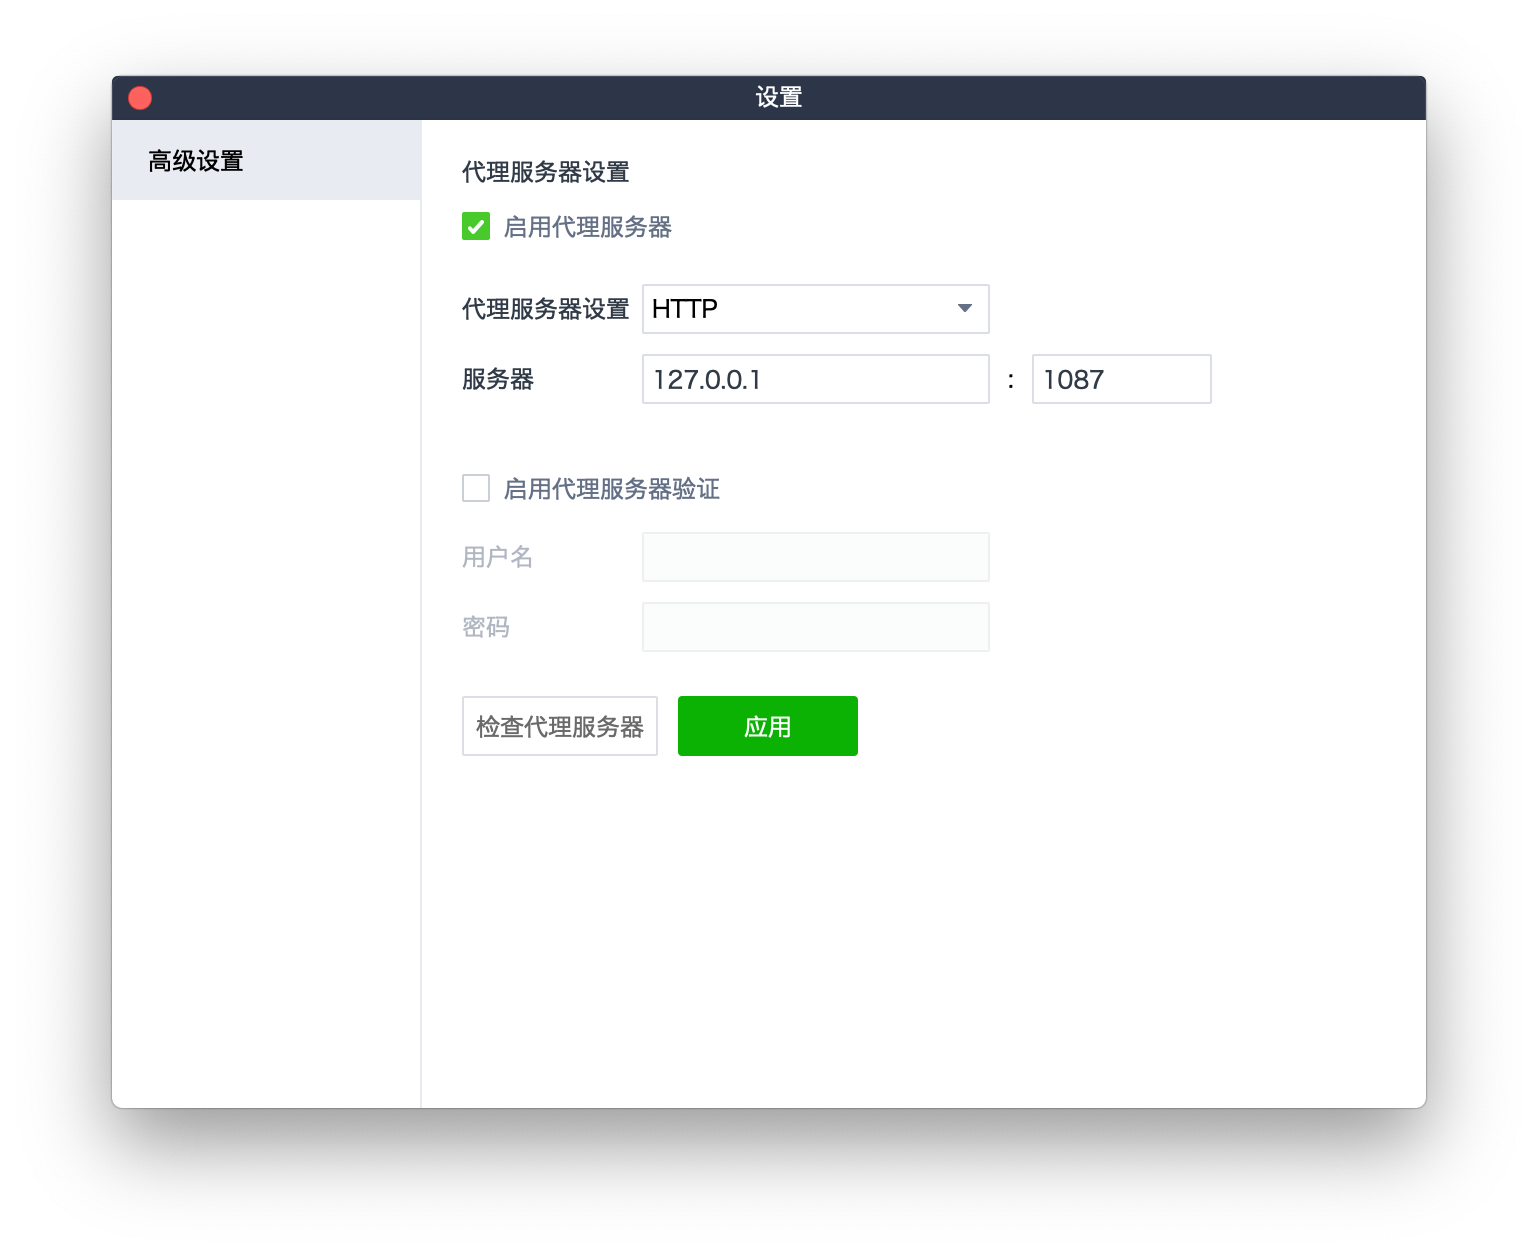 设置
高级设置
代理服务器设置
启用代理服务器
代理服务器设置 HTTP
服务器 127.0.0.1 : 1087
启用代理服务器验证
用户名
密码
检查代理服务器 应用